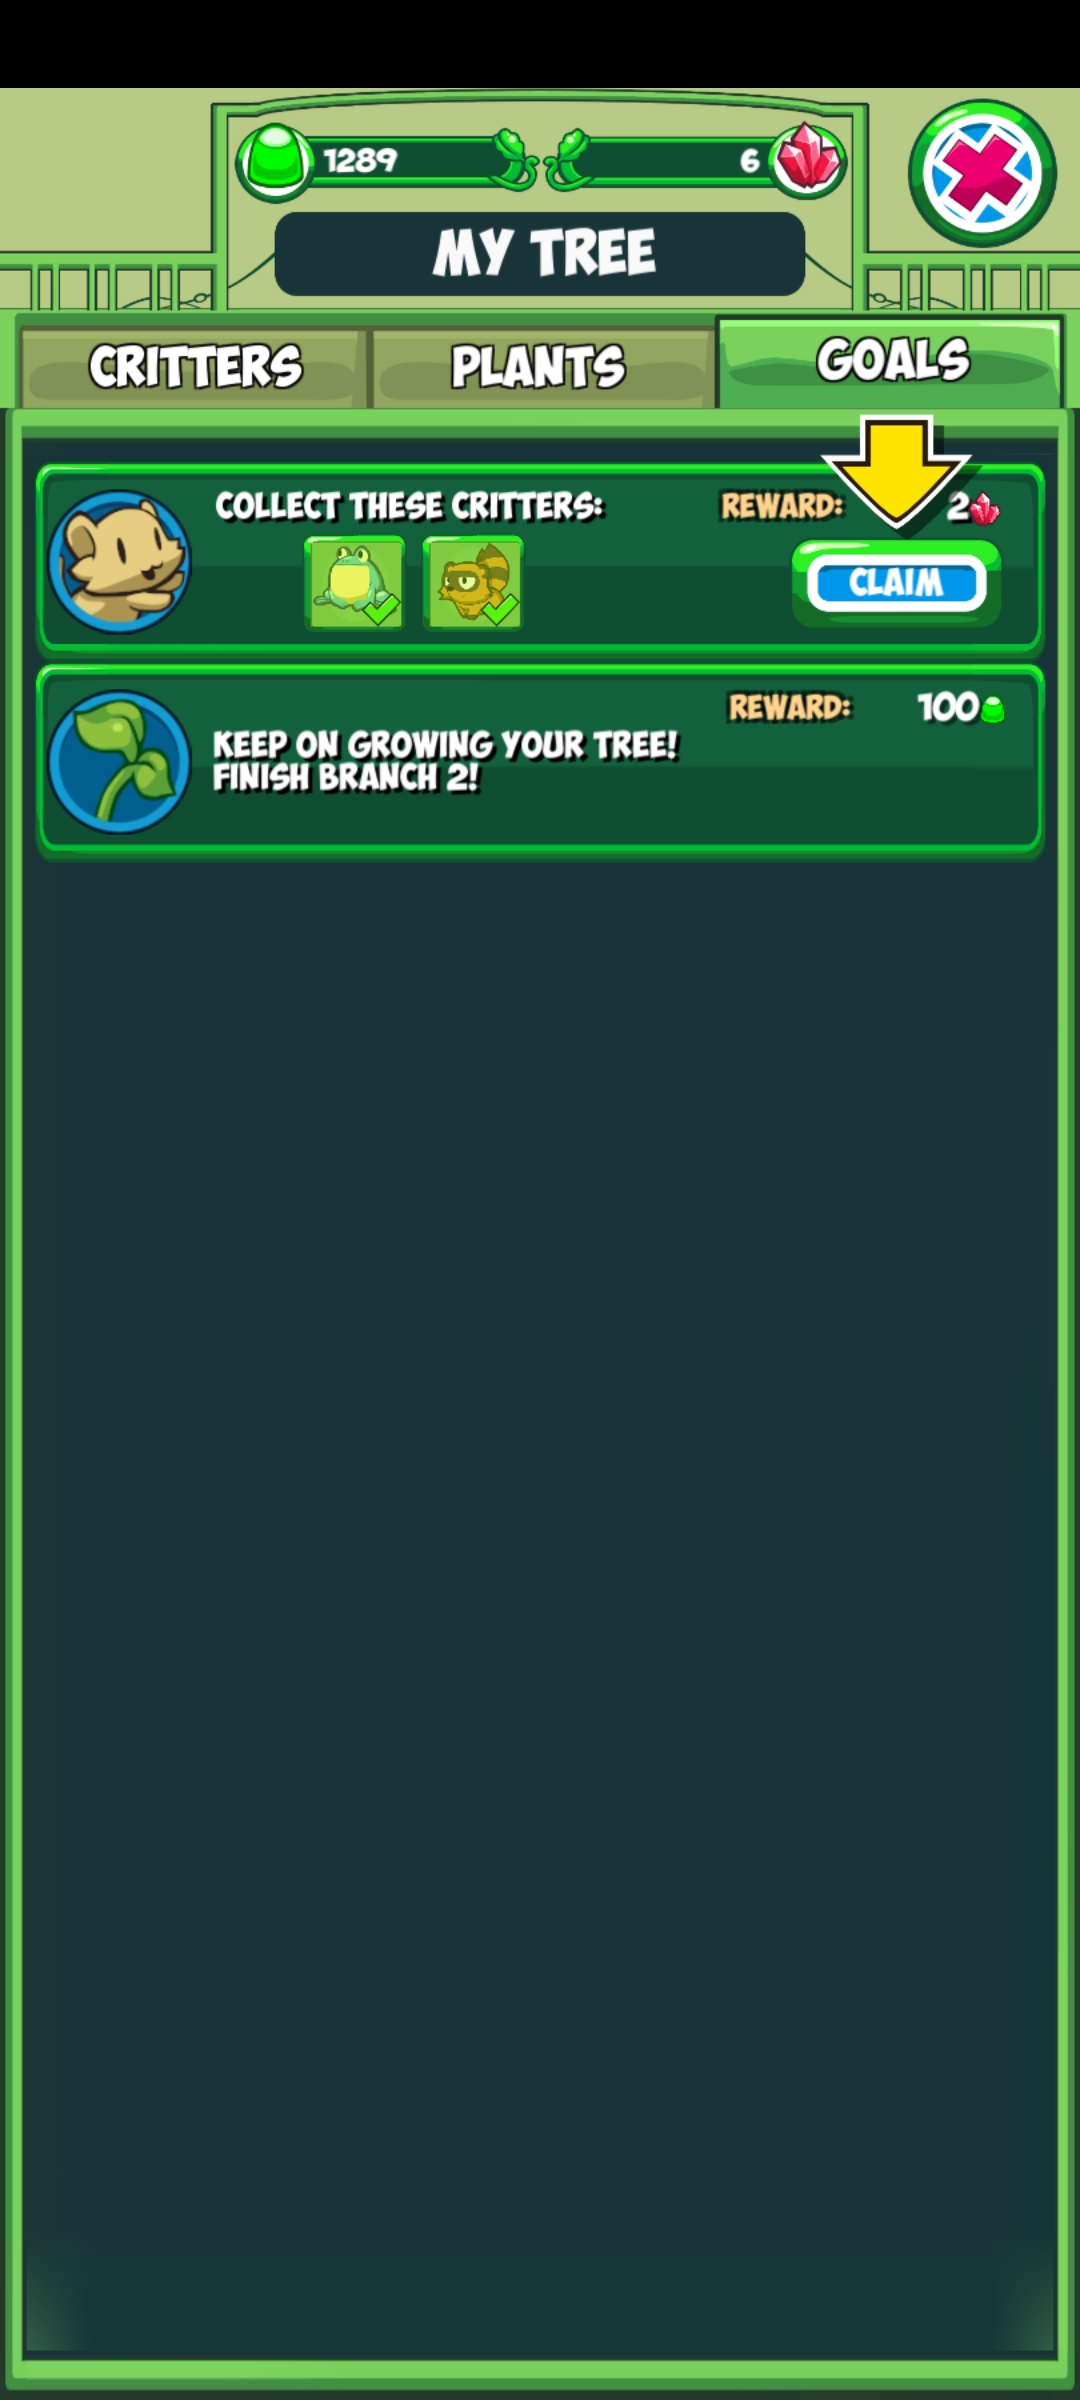 1289
6
MY TREE
CRITTERS
PLANTS
GOALS
COLLECT THESE CRITTERS:
REWARD: 2
CLAIM
REWARD: 100
KEEP ON GROWING YOUR TREE!
FINISH BRANCH 2!